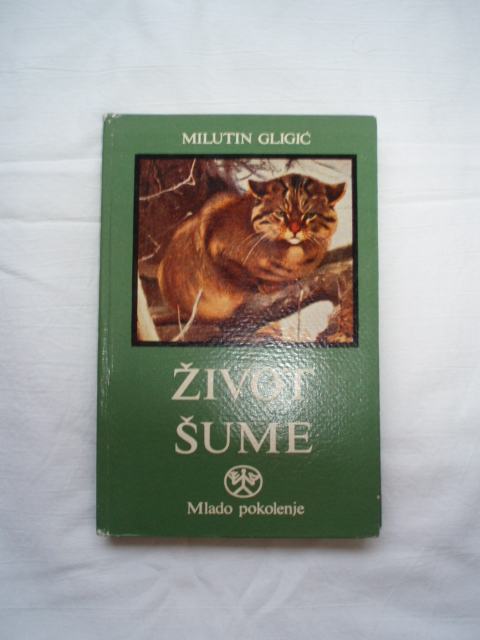 MILUTIN GLIGIĆ
ŽIVOT
ŠUME
Mlado pokolenje